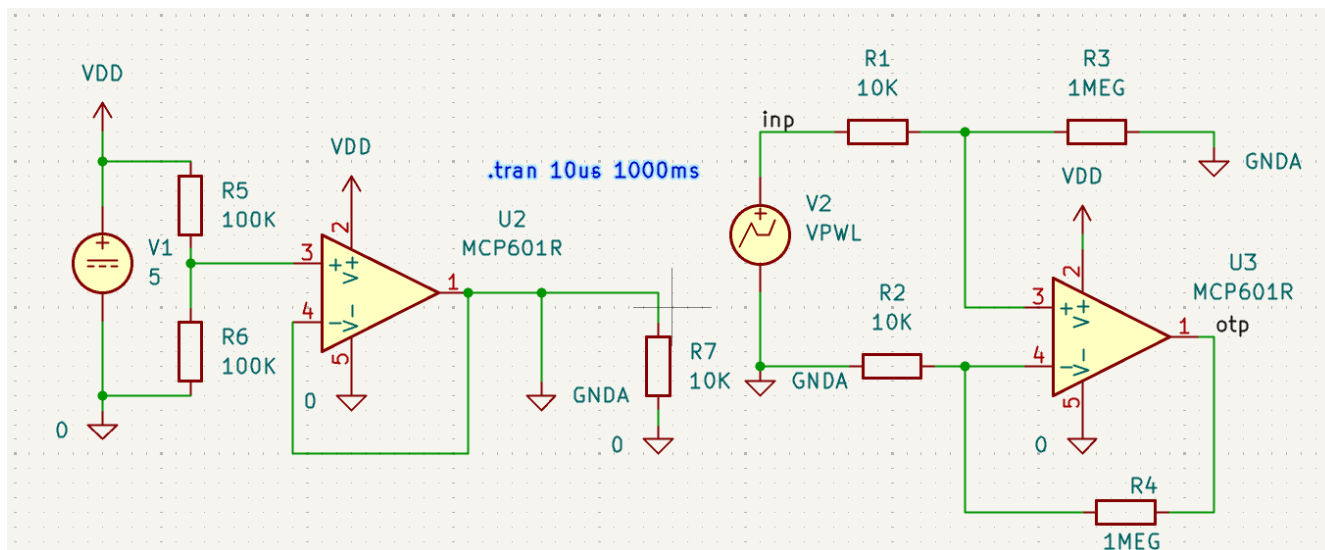 VDD
R5
100K
V1
5
R6
100K
0
VDD
2
3
4
+
V+
-
V-
1
5
0
U2
MCP601R
.tran 10us 1000ms
GNDA
R7
10K
0
inp
R1
10K
R3
1MEG
GNDA
V2
VPWL
R2
10K
GNDA
VDD
2
3
4
+
V+
-
V-
1
5
0
U3
MCP601R
otp
R4
1MEG